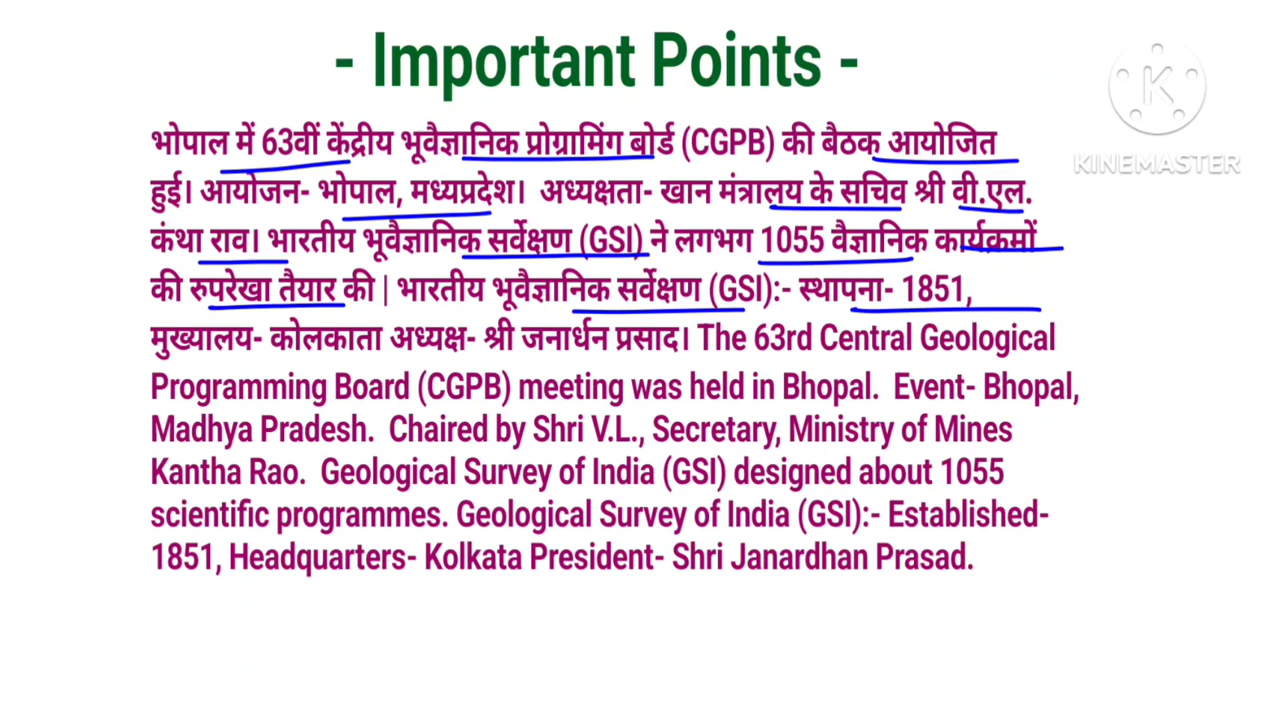 - Important Points -
KINEMASTER
भोपाल में 63वीं केंद्रीय भूवैज्ञानिक प्रोग्रामिंग बोर्ड (CGPB) की बैठक आयोजित
हुई। आयोजन- भोपाल, मध्यप्रदेश। अध्यक्षता- खान मंत्रालय के सचिव श्री वी.एल.
कंथा राव। भारतीय भूवैज्ञानिक सर्वेक्षण (GSI) ने लगभग 1055 वैज्ञानिक कार्यक्रमों
की रुपरेखा तैयार की | भारतीय भूवैज्ञानिक सर्वेक्षण (GSI):- स्थापना- 1851,
मुख्यालय- कोलकाता अध्यक्ष- श्री जनार्धन प्रसाद। The 63rd Central Geological
Programming Board (CGPB) meeting was held in Bhopal. Event- Bhopal,
Madhya Pradesh. Chaired by Shri V.L., Secretary, Ministry of Mines
Kantha Rao. Geological Survey of India (GSI) designed about 1055
scientific programmes. Geological Survey of India (GSI):- Established-
1851, Headquarters- Kolkata President- Shri Janardhan Prasad.